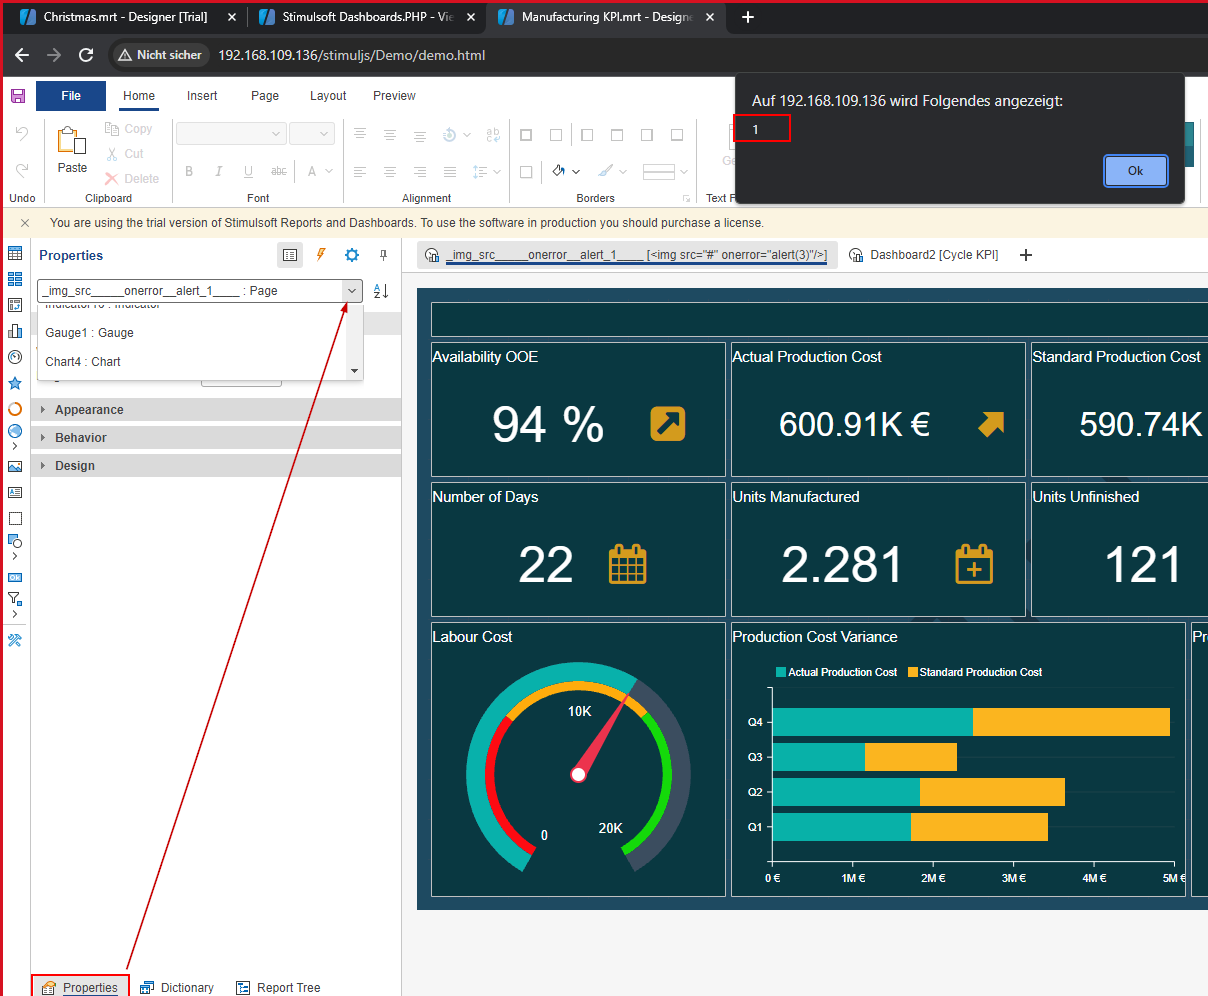 Christmas.mrt - Designer [Trial]
Stimulsoft Dashboards.PHP - Vie
Manufacturing KPI.mrt - Designe
Nicht sicher
192.168.109.136/stimuljs/Demo/demo.html
Auf 192.168.109.136 wird Folgendes angezeigt:
1
Ok
File
Home
Insert
Page
Layout
Preview
Paste
Copy
Cut
Delete
B
I
U
abc
A
ab
Ge
Undo
Clipboard
Font
Alignment
Borders
Text F
You are using the trial version of Stimulsoft Reports and Dashboards. To use the software in production you should purchase a license.
Properties
_img_src_____onerror__alert_1____ [<img src="#" onerror="alert(3)"/>]
Dashboard2 [Cycle KPI]
_img_src_____onerror__alert_1____ : Page
Gauge1 : Gauge
Chart4 : Chart
Appearance
Behavior
Design
Availability OOE
Actual Production Cost
Standard Production Cost
94 %
600.91K €
590.74K
Number of Days
Units Manufactured
Units Unfinished
22
2.281
121
Labour Cost
Production Cost Variance
Pr
Actual Production Cost
Standard Production Cost
10K
0
20K
Q4
Q3
Q2
Q1
0 €
1M €
2M €
3M €
4M €
5M €
Properties
Dictionary
Report Tree